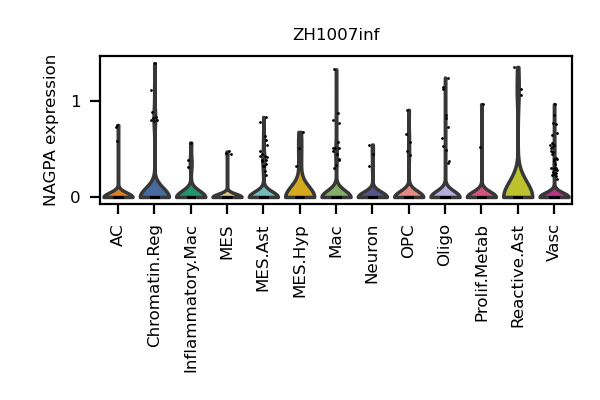 ZH1007inf
NAGPA expression
1
0
AC
Chromatin.Reg
Inflammatory.Mac
MES
MES.Ast
MES.Hyp
Mac
Neuron
OPC
Oligo
Prolif.Metab
Reactive.Ast
Vasc